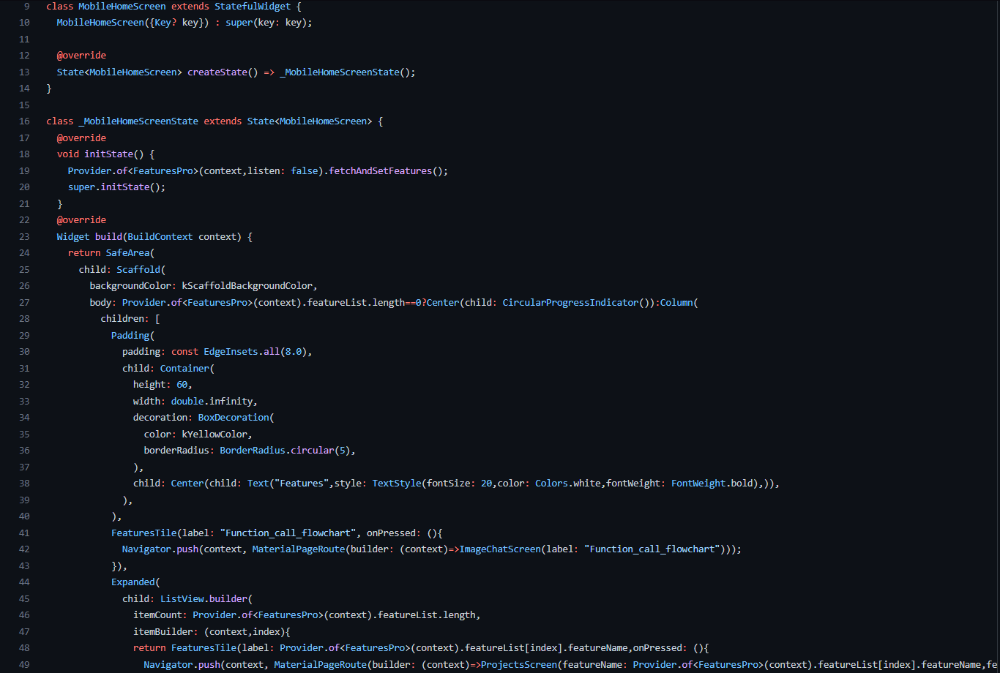 9 class MobileHomeScreen extends StatefulWidget {
10   MobileHomeScreen({Key? key}) : super(key: key);
11
12   @override
13   State<MobileHomeScreen> createState() => _MobileHomeScreenState();
14 }
15
16 class _MobileHomeScreenState extends State<MobileHomeScreen> {
17   @override
18   void initState() {
19     Provider.of<FeaturesPro>(context,listen: false).fetchAndSetFeatures();
20     super.initState();
21   }
22   @override
23   Widget build(BuildContext context) {
24     return SafeArea(
25       child: Scaffold(
26         backgroundColor: kScaffoldBackgroundColor,
27         body: Provider.of<FeaturesPro>(context).featureList.length==0?Center(child: CircularProgressIndicator()):Column(
28           children: [
29             Padding(
30               padding: const EdgeInsets.all(8.0),
31               child: Container(
32                 height: 60,
33                 width: double.infinity,
34                 decoration: BoxDecoration(
35                   color: kYellowColor,
36                   borderRadius: BorderRadius.circular(5),
37                 ),
38                 child: Center(child: Text("Features",style: TextStyle(fontSize: 20,color: Colors.white,fontWeight: FontWeight.bold),)),
39               ),
40             ),
41             FeaturesTile(label: "Function_call_flowchart", onPressed: (){
42               Navigator.push(context, MaterialPageRoute(builder: (context)=>ImageChatScreen(label: "Function_call_flowchart")));
43             }),
44             Expanded(
45               child: ListView.builder(
46                 itemCount: Provider.of<FeaturesPro>(context).featureList.length,
47                 itemBuilder: (context,index){
48                 return FeaturesTile(label: Provider.of<FeaturesPro>(context).featureList[index].featureName,onPressed: (){
49                   Navigator.push(context, MaterialPageRoute(builder: (context)=>ProjectsScreen(featureName: Provider.of<FeaturesPro>(context).featureList[index].featureName,fe